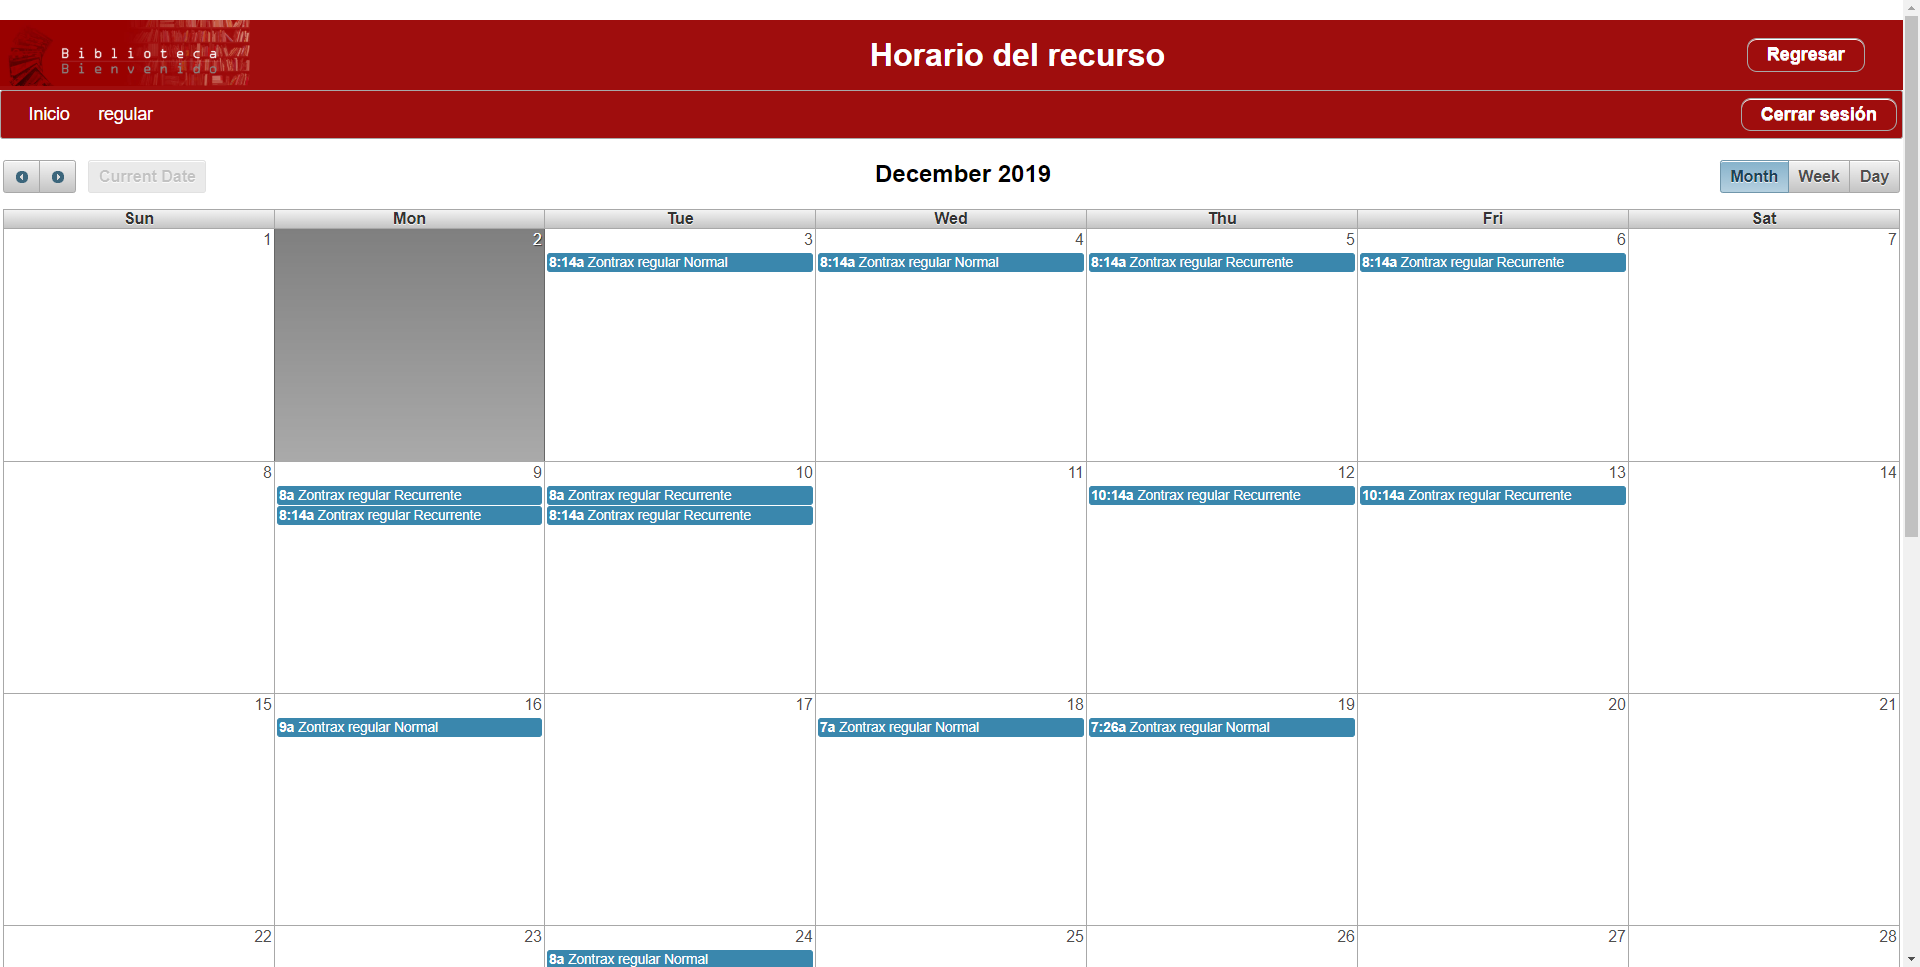 Biblioteca
Bienvenido
Horario del recurso
Regresar
Inicio regular
Cerrar sesión
Current Date
December 2019
Month Week Day
Sun Mon Tue Wed Thu Fri Sat
1 2 3 4 5 6 7
8:14a Zontrax regular Normal
8:14a Zontrax regular Normal
8:14a Zontrax regular Recurrente
8:14a Zontrax regular Recurrente
8 9 10 11 12 13 14
8a Zontrax regular Recurrente
8a Zontrax regular Recurrente
10:14a Zontrax regular Recurrente
10:14a Zontrax regular Recurrente
8:14a Zontrax regular Recurrente
8:14a Zontrax regular Recurrente
15 16 17 18 19 20 21
9a Zontrax regular Normal
7a Zontrax regular Normal
7:26a Zontrax regular Normal
22 23 24 25 26 27 28
8a Zontrax regular Normal